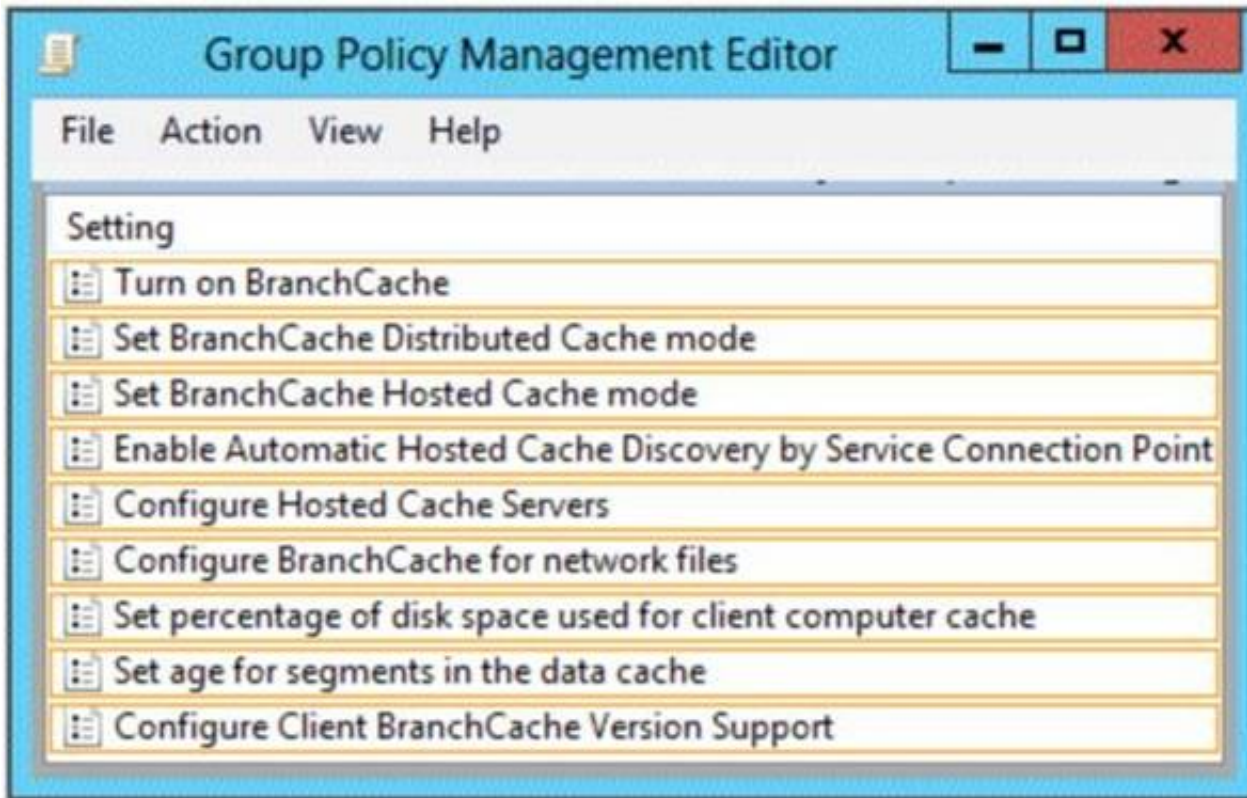 Group Policy Management Editor
File Action View Help
Setting
Turn on BranchCache
Set BranchCache Distributed Cache mode
Set BranchCache Hosted Cache mode
Enable Automatic Hosted Cache Discovery by Service Connection Point
Configure Hosted Cache Servers
Configure BranchCache for network files
Set percentage of disk space used for client computer cache
Set age for segments in the data cache
Configure Client BranchCache Version Support